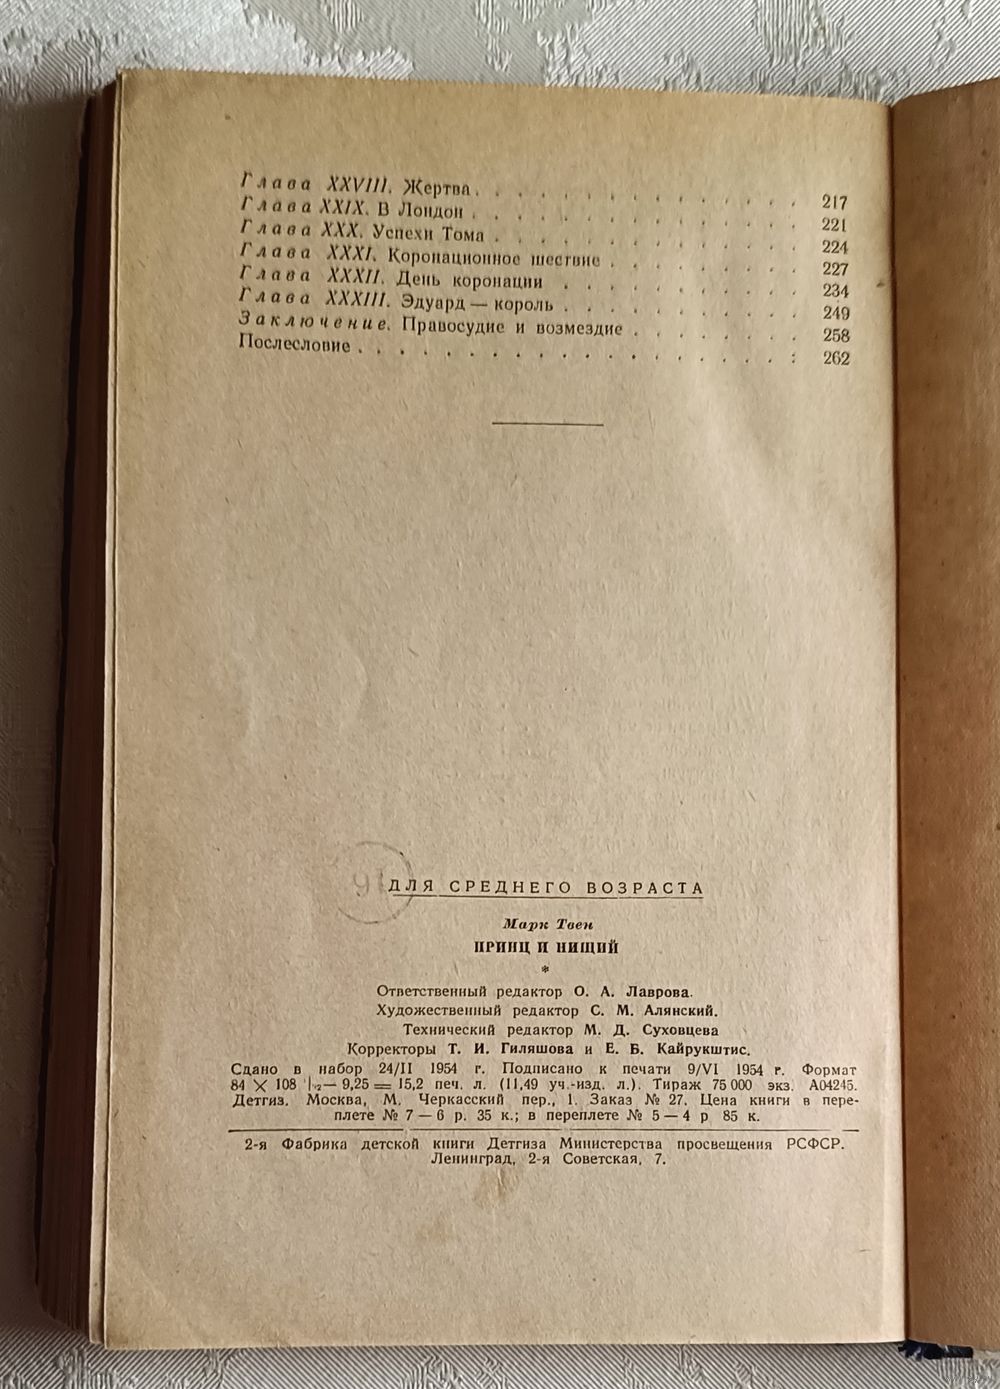 Глава XXVIII. Жертва . . . . . . . . . . . . . 217
Глава XXIX. В Лондон . . . . . . . . . . . . . 221
Глава XXX. Успехи Тома . . . . . . . . . . . . 224
Глава XXXI. Коронационное шествие . . . . . . . . 227
Глава XXXII. День коронации . . . . . . . . . . 234
Глава XXXIII. Эдуард — король . . . . . . . . . . 249
Заключение. Правосудие и возмездие . . . . . . . . 258
Послесловие . . . . . . . . . . . . . . . . . : 262
91
ДЛЯ СРЕДНЕГО ВОЗРАСТА
Марк Твен
ПРИНЦ И НИЩИЙ
*
Ответственный редактор О. А. Лаврова.
Художественный редактор С. М. Алянский.
Технический редактор М. Д. Суховцева
Корректоры Т. И. Гиляшова и Е. Б. Кайрукштис.
Сдано в набор 24/II 1954 г. Подписано к печати 9/VI 1954 г. Формат
84 × 108 — 9,25 = 15,2 печ. л. (11,49 уч.-изд. л.). Тираж 75 000 экз. А04245.
Детгиз. Москва, М. Черкасский пер., 1. Заказ № 27. Цена книги в пере-
плете № 7 — 6 р. 35 к.; в переплете № 5 — 4 р 85 к.
2-я Фабрика детской книги Детгиза Министерства просвещения РСФСР.
Ленинград, 2-я Советская, 7.